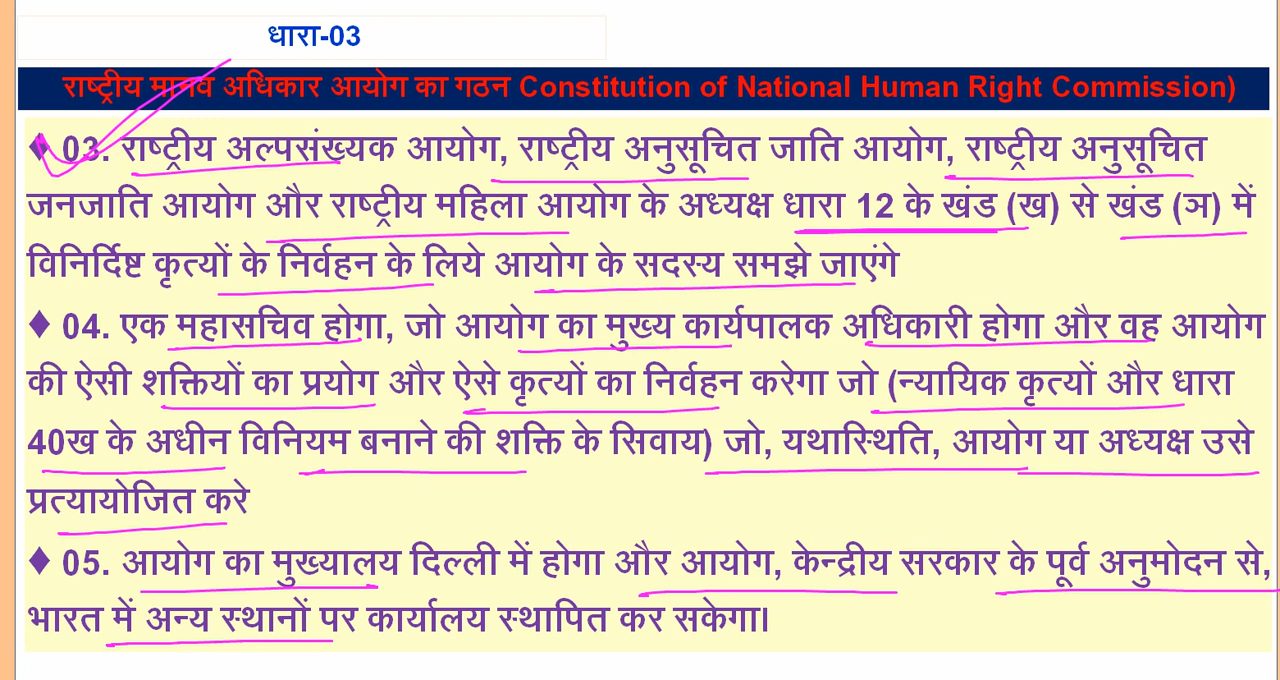 धारा-03
राष्ट्रीय मानव अधिकार आयोग का गठन Constitution of National Human Right Commission)
♦ 03. राष्ट्रीय अल्पसंख्यक आयोग, राष्ट्रीय अनुसूचित जाति आयोग, राष्ट्रीय अनुसूचित
जनजाति आयोग और राष्ट्रीय महिला आयोग के अध्यक्ष धारा 12 के खंड (ख) से खंड (ञ) में
विनिर्दिष्ट कृत्यों के निर्वहन के लिये आयोग के सदस्य समझे जाएंगे
♦ 04. एक महासचिव होगा, जो आयोग का मुख्य कार्यपालक अधिकारी होगा और वह आयोग
की ऐसी शक्तियों का प्रयोग और ऐसे कृत्यों का निर्वहन करेगा जो (न्यायिक कृत्यों और धारा
40ख के अधीन विनियम बनाने की शक्ति के सिवाय) जो, यथास्थिति, आयोग या अध्यक्ष उसे
प्रत्यायोजित करे
♦ 05. आयोग का मुख्यालय दिल्ली में होगा और आयोग, केन्द्रीय सरकार के पूर्व अनुमोदन से,
भारत में अन्य स्थानों पर कार्यालय स्थापित कर सकेगा।